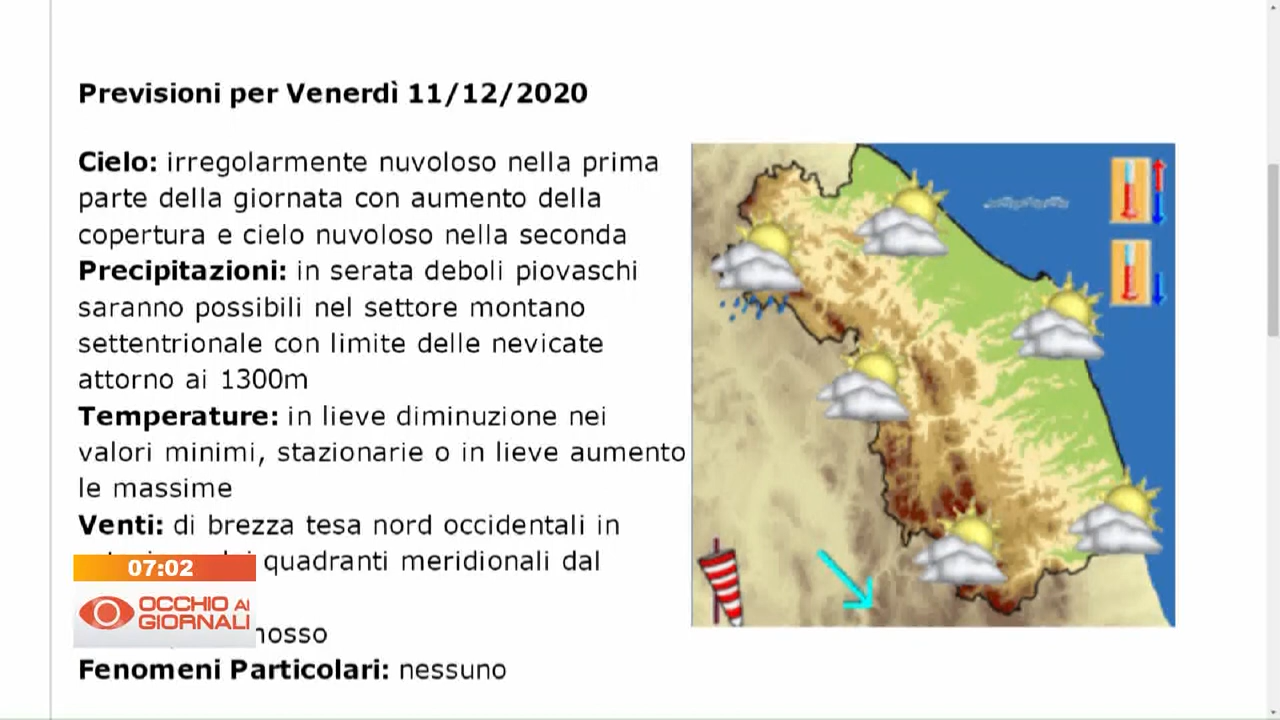 Previsioni per Venerdì 11/12/2020
Cielo: irregolarmente nuvoloso nella prima
parte della giornata con aumento della
copertura e cielo nuvoloso nella seconda
Precipitazioni: in serata deboli piovaschi
saranno possibili nel settore montano
settentrionale con limite delle nevicate
attorno ai 1300m
Temperature: in lieve diminuzione nei
valori minimi, stazionarie o in lieve aumento
le massime
Venti: di brezza tesa nord occidentali in
quadranti meridionali dal
Fenomeni Particolari: nessuno
07:02
OCCHIO AI
GIORNALI